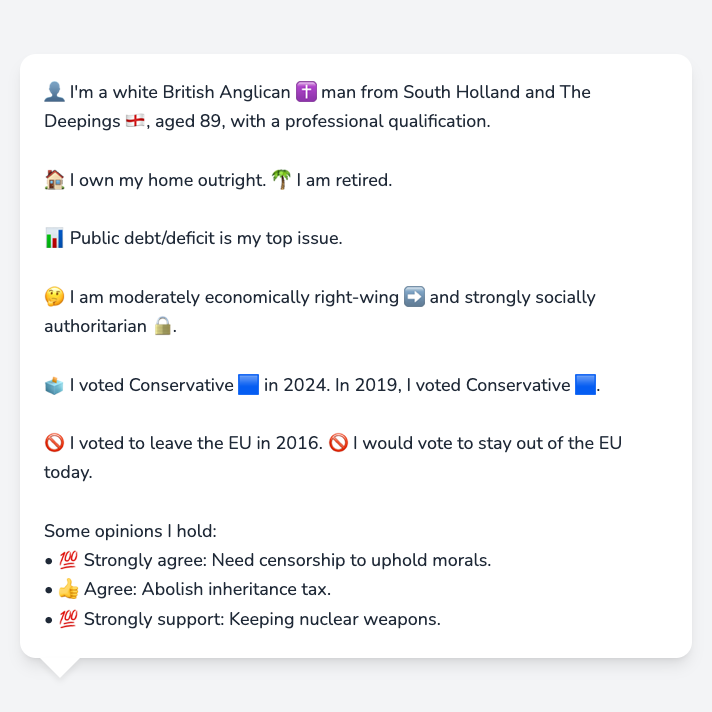 👤 I'm a white British Anglican ✝️ man from South Holland and The
Deepings 🏴󠁧󠁢󠁥󠁮󠁧󠁿, aged 89, with a professional qualification.
🏠 I own my home outright. 🌴 I am retired.
📊 Public debt/deficit is my top issue.
🤔 I am moderately economically right-wing ➡️ and strongly socially
authoritarian 🔒.
🗳️ I voted Conservative 🟦 in 2024. In 2019, I voted Conservative 🟦.
🚫 I voted to leave the EU in 2016. 🚫 I would vote to stay out of the EU
today.
Some opinions I hold:
• 💯 Strongly agree: Need censorship to uphold morals.
• 👍 Agree: Abolish inheritance tax.
• 💯 Strongly support: Keeping nuclear weapons.